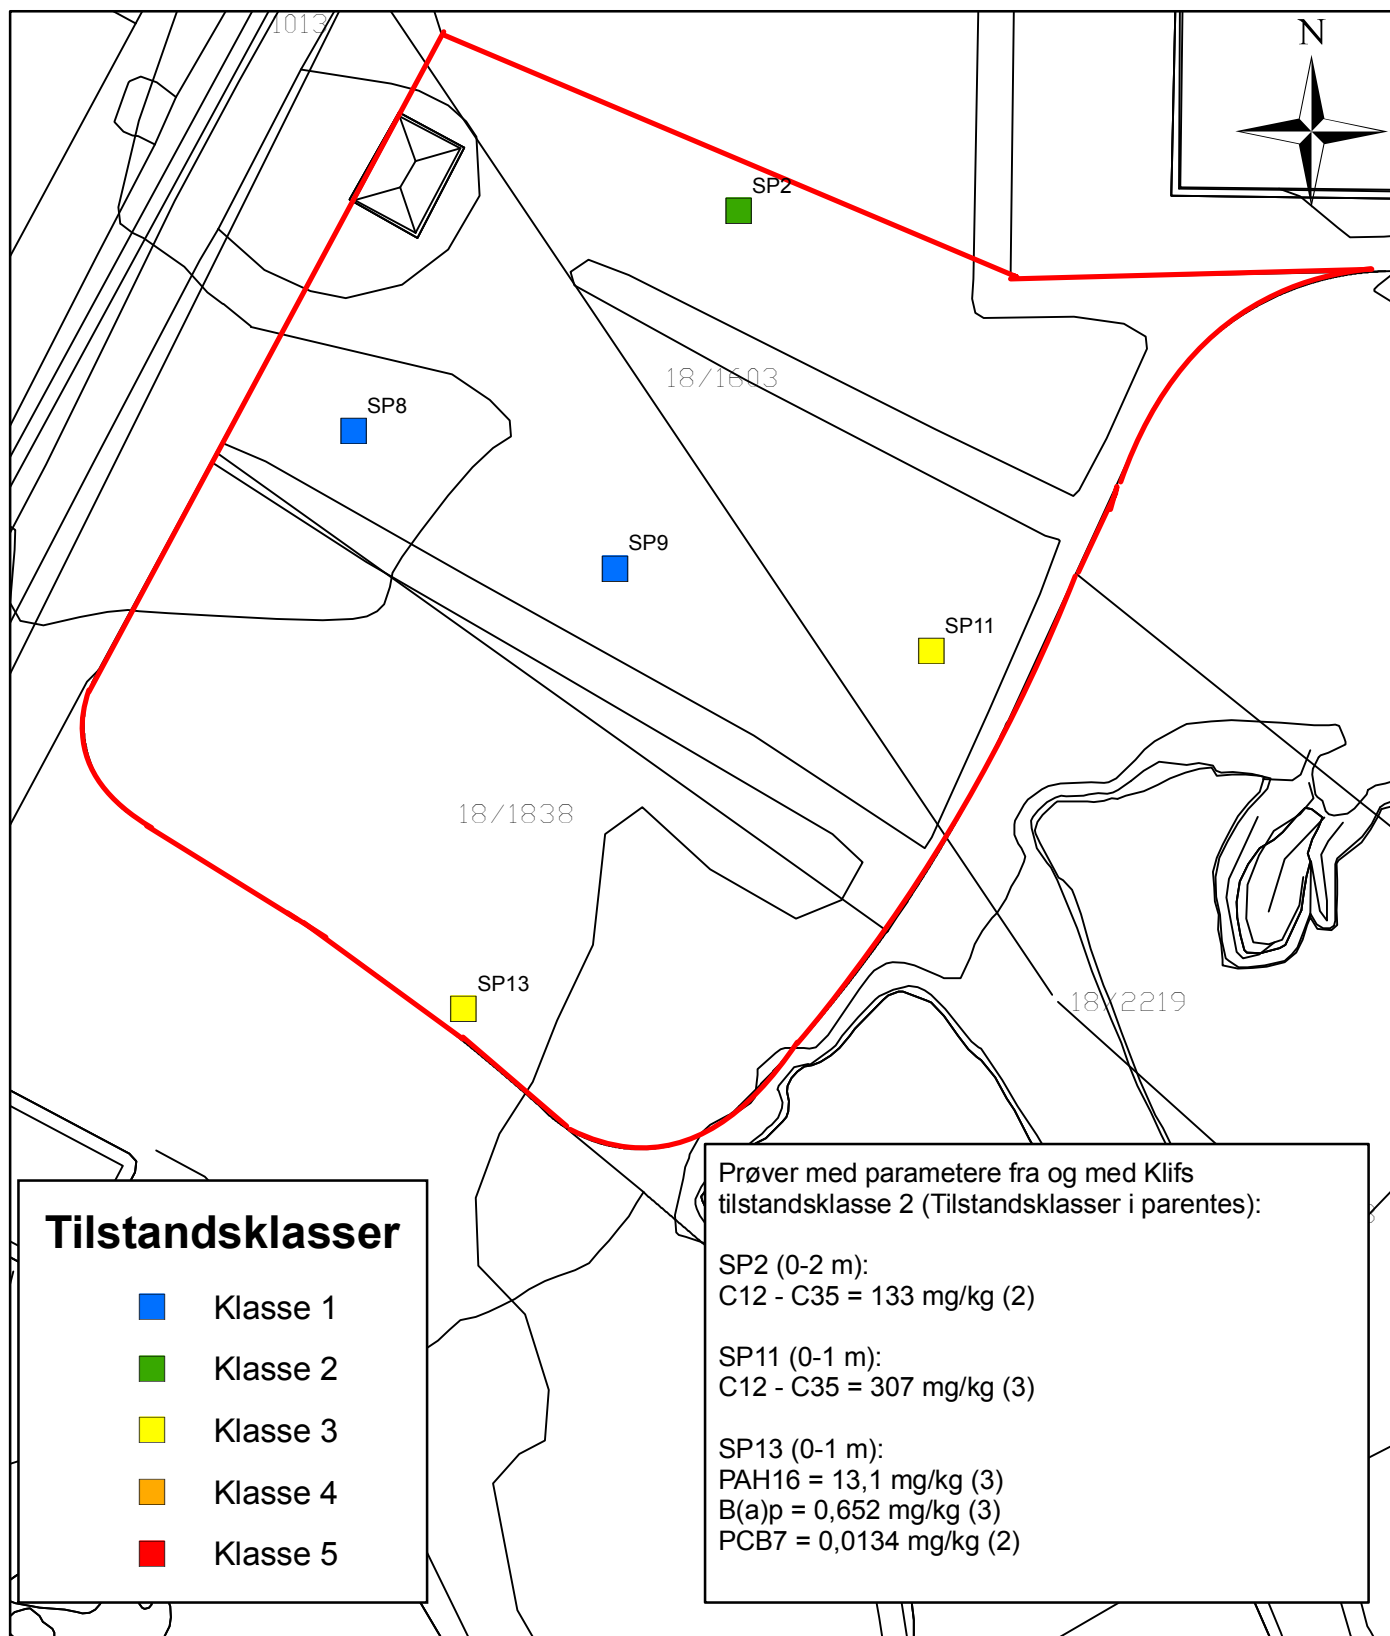 1013
N
SP2
18/1603
SP8
SP9
SP11
18/1838
SP13
18/2219
Tilstandsklasser
Klasse 1
Klasse 2
Klasse 3
Klasse 4
Klasse 5
Prøver med parametere fra og med Klifs
tilstandsklasse 2 (Tilstandsklasser i parentes):
SP2 (0-2 m):
C12 - C35 = 133 mg/kg (2)
SP11 (0-1 m):
C12 - C35 = 307 mg/kg (3)
SP13 (0-1 m):
PAH16 = 13,1 mg/kg (3)
B(a)p = 0,652 mg/kg (3)
PCB7 = 0,0134 mg/kg (2)